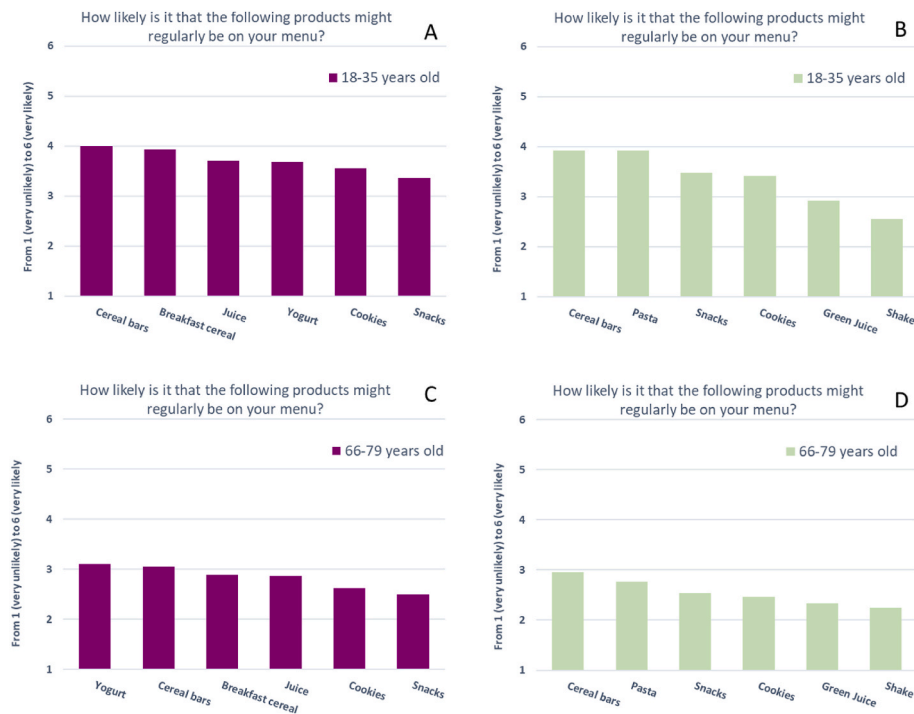 How likely is it that the following products might
regularly be on your menu?
A
18-35 years old
From 1 (very unlikely) to 6 (very likely)
6
5
4
3
2
1
Cereal bars
Breakfast cereal
Juice
Yogurt
Cookies
Snacks
How likely is it that the following products might
regularly be on your menu?
B
18-35 years old
From 1 (very unlikely) to 6 (very likely)
6
5
4
3
2
1
Cereal bars
Pasta
Snacks
Cookies
Green Juice
Shake
How likely is it that the following products might
regularly be on your menu?
C
66-79 years old
From 1 (very unlikely) to 6 (very likely)
6
5
4
3
2
1
Yogurt
Cereal bars
Breakfast cereal
Juice
Cookies
Snacks
How likely is it that the following products might
regularly be on your menu?
D
66-79 years old
From 1 (very unlikely) to 6 (very likely)
6
5
4
3
2
1
Cereal bars
Pasta
Snacks
Cookies
Green Juice
Shake